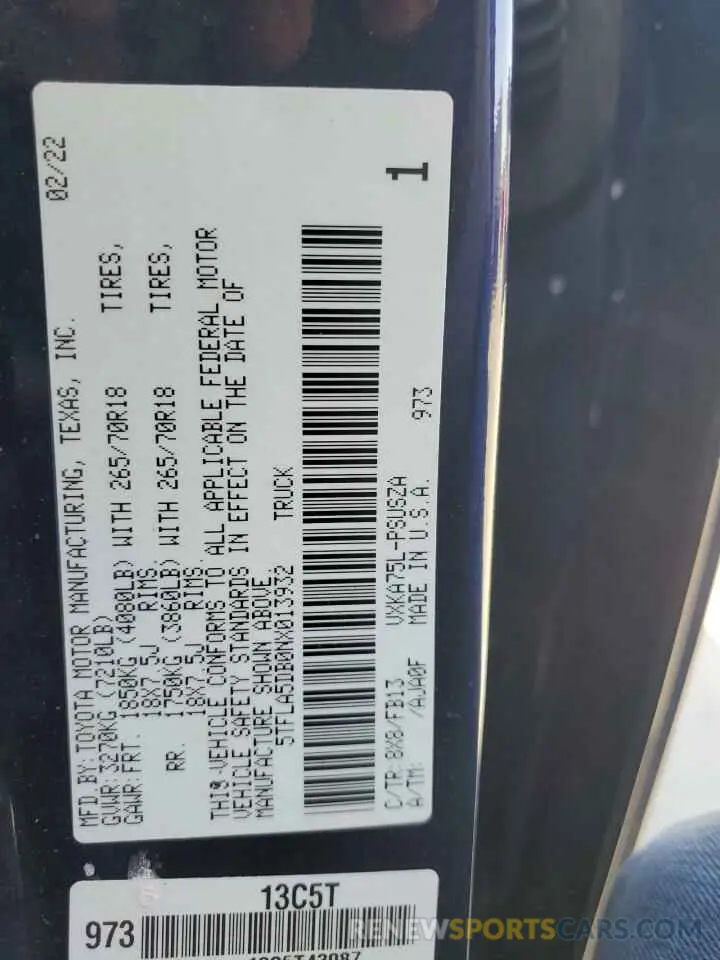 MFD.BY:TOYOTA MOTOR MANUFACTURING, TEXAS, INC. 02/22
GVWR:3270KG (7210LB)
GAWR:FRT. 1850KG (4080LB) WITH 265/70R18 TIRES,
18X7.5J RIMS
RR. 1750KG (3860LB) WITH 265/70R18 TIRES,
18X7.5J RIMS.
THIS VEHICLE CONFORMS TO ALL APPLICABLE FEDERAL MOTOR
VEHICLE SAFETY STANDARDS IN EFFECT ON THE DATE OF
MANUFACTURE SHOWN ABOVE.
5TFLA5DB0NX013932 TRUCK
C/TR:8X8/FB13 VXKA75L-PSUSZA
A/TM: /AJA0F MADE IN U.S.A. 973
1
13C5T
973
RENEWSPORTSCARS.COM